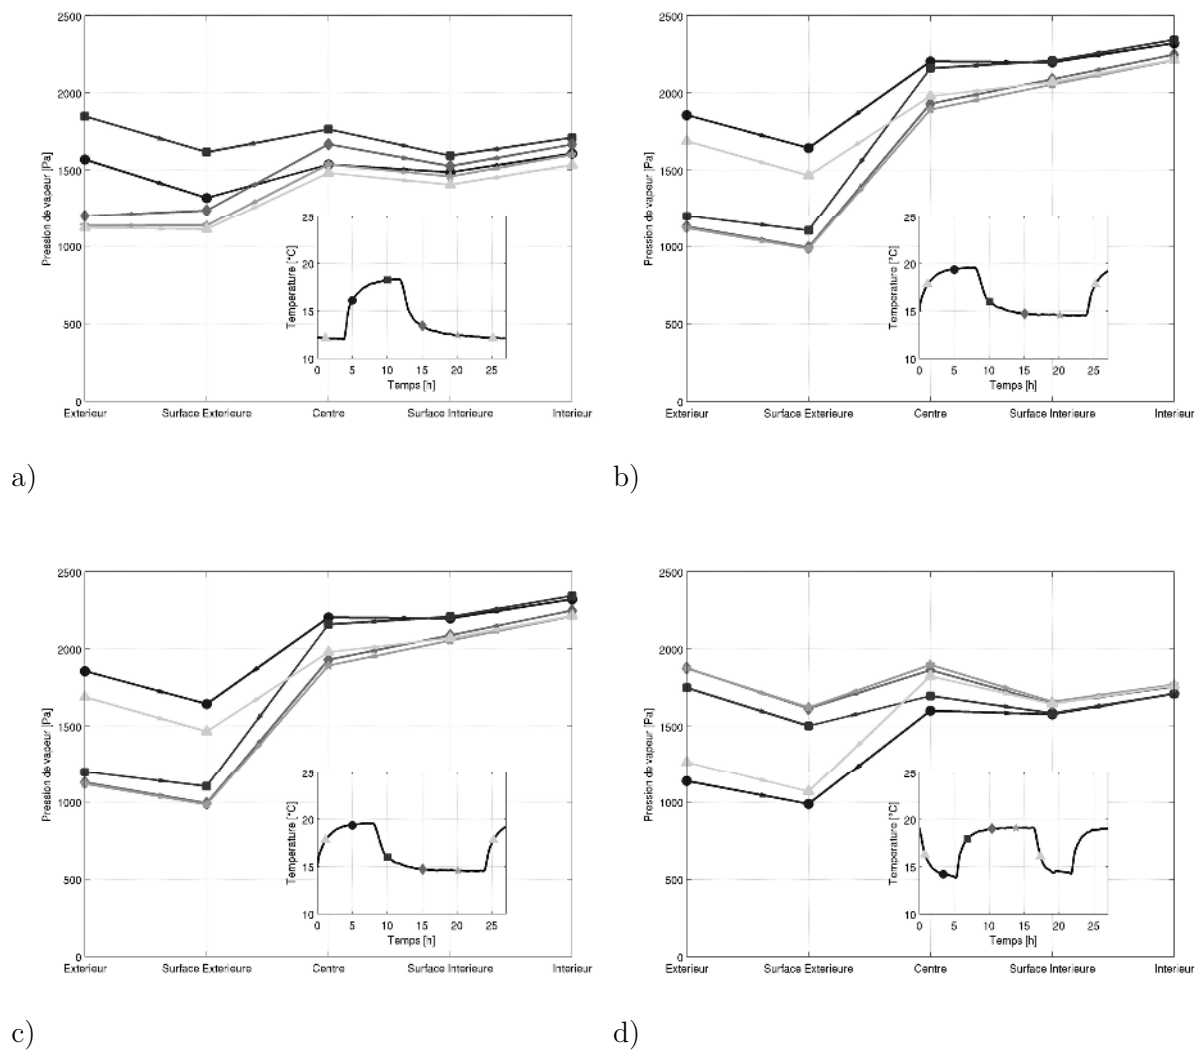 2500
2000
1500
1000
500
0
Pression de vapeur [Pa]
Exterieur Surface Exterieure Centre Surface Interieure Interieur
25
20
15
10
Temperature [°C]
0 5 10 15 20 25
Temps [h]
a)
2500
2000
1500
1000
500
0
Pression de vapeur [Pa]
Exterieur Surface Exterieure Centre Surface Interieure Interieur
25
20
15
10
Temperature [°C]
0 5 10 15 20 25
Temps [h]
b)
2500
2000
1500
1000
500
0
Pression de vapeur [Pa]
Exterieur Surface Exterieure Centre Surface Interieure Interieur
25
20
15
10
Temperature [°C]
0 5 10 15 20 25
Temps [h]
c)
2500
2000
1500
1000
500
0
Pression de vapeur [Pa]
Exterieur Surface Exterieure Centre Surface Interieure Interieur
25
20
15
10
Temperature [°C]
0 5 10 15 20 25
Temps [h]
d)